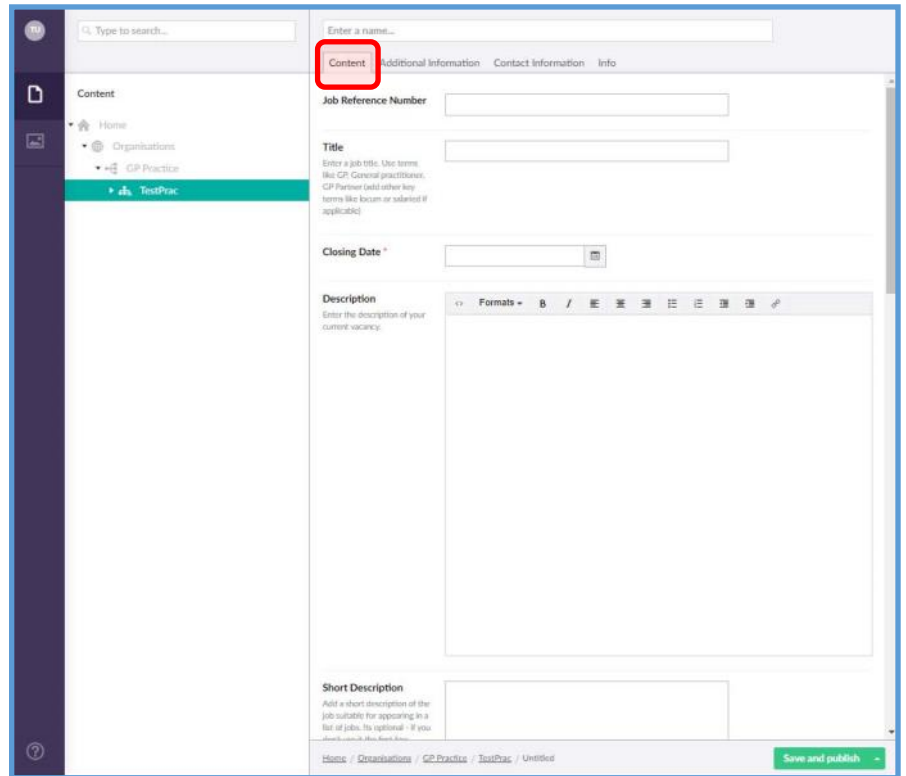 TU
Type to search...
Enter a name...
Content Additional Information Contact Information Info
Content
Home
Organisations
GP Practice
TestPrac
Job Reference Number
Title
Enter a job title. Use terms
like GP, General practitioner,
GP Partner (add other key
terms like locum or salaried if
applicable)
Closing Date *
Description
Enter the description of your
current vacancy.
Formats B I
Short Description
Add a short description of the
job suitable for appearing in a
list of jobs. Its optional - if you
Home / Organisations / GP Practice / TestPrac / Untitled
Save and publish